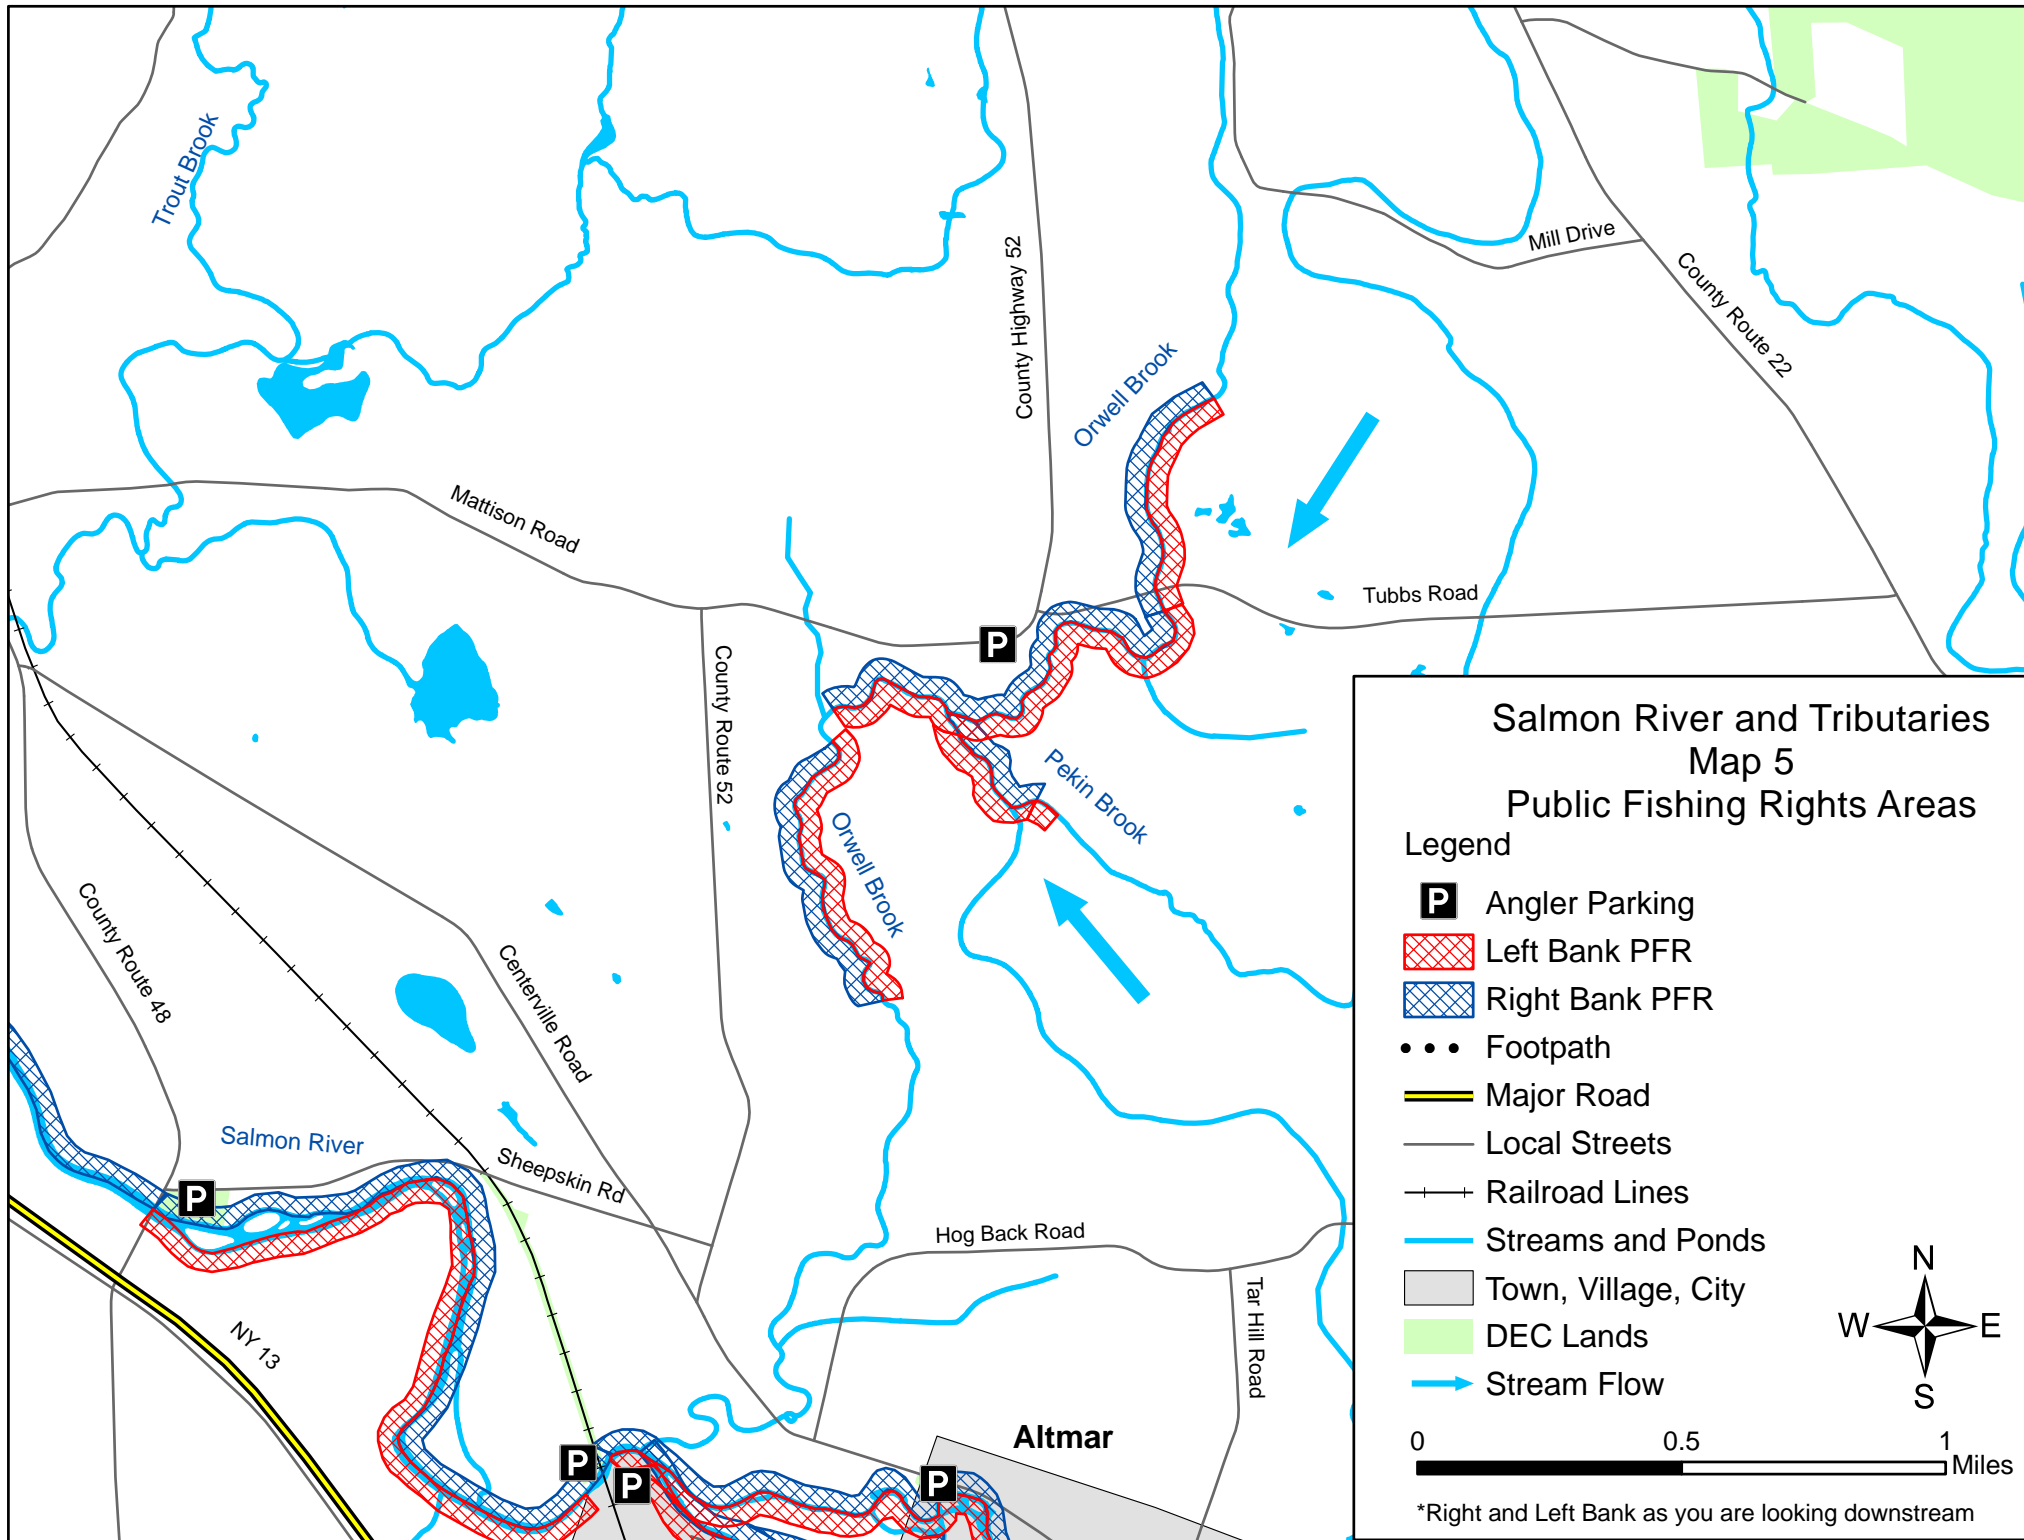 Trout Brook
Mill Drive
County Highway 52
County Route 22
Orwell Brook
Mattison Road
Tubbs Road
P
County Route 52
Pekin Brook
Orwell Brook
County Route 48
Centerville Road
Salmon River
Sheepskin Rd
P
Hog Back Road
Tar Hill Road
NY 13
Altmar
P
P
P
Salmon River and Tributaries
Map 5
Public Fishing Rights Areas
Legend
P Angler Parking
Left Bank PFR
Right Bank PFR
Footpath
Major Road
Local Streets
Railroad Lines
Streams and Ponds
Town, Village, City
DEC Lands
Stream Flow
N
W E
S
0 0.5 1
Miles
*Right and Left Bank as you are looking downstream